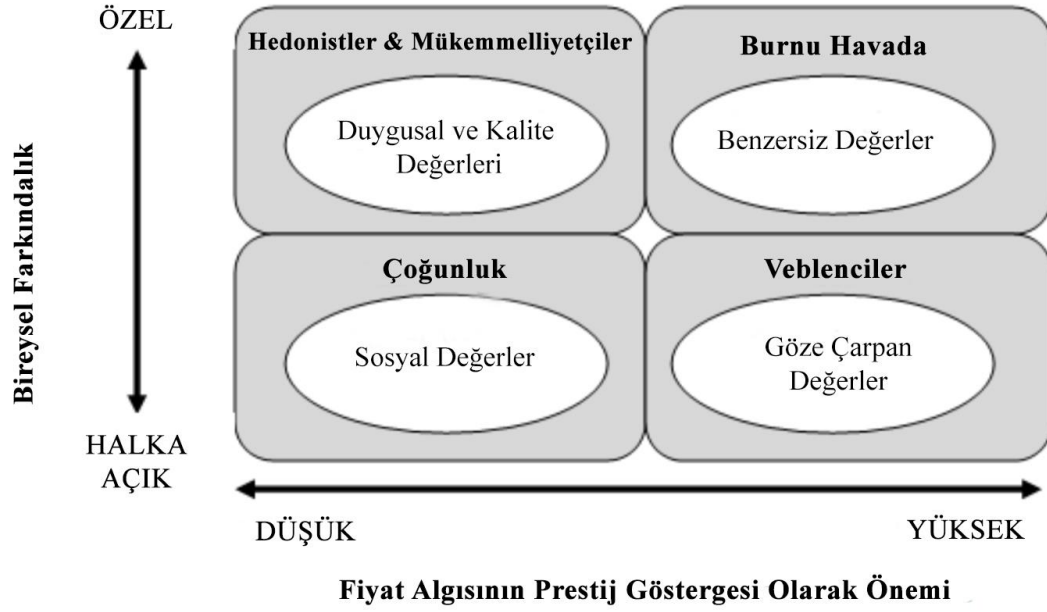 ÖZEL
Hedonistler & Mükemmelliyetçiler
Burnu Havada
Duygusal ve Kalite
Değerleri
Benzersiz Değerler
Bireysel Farkındalık
Çoğunluk
Veblenciler
Sosyal Değerler
Göze Çarpan
Değerler
HALKA
AÇIK
DÜŞÜK
YÜKSEK
Fiyat Algısının Prestij Göstergesi Olarak Önemi